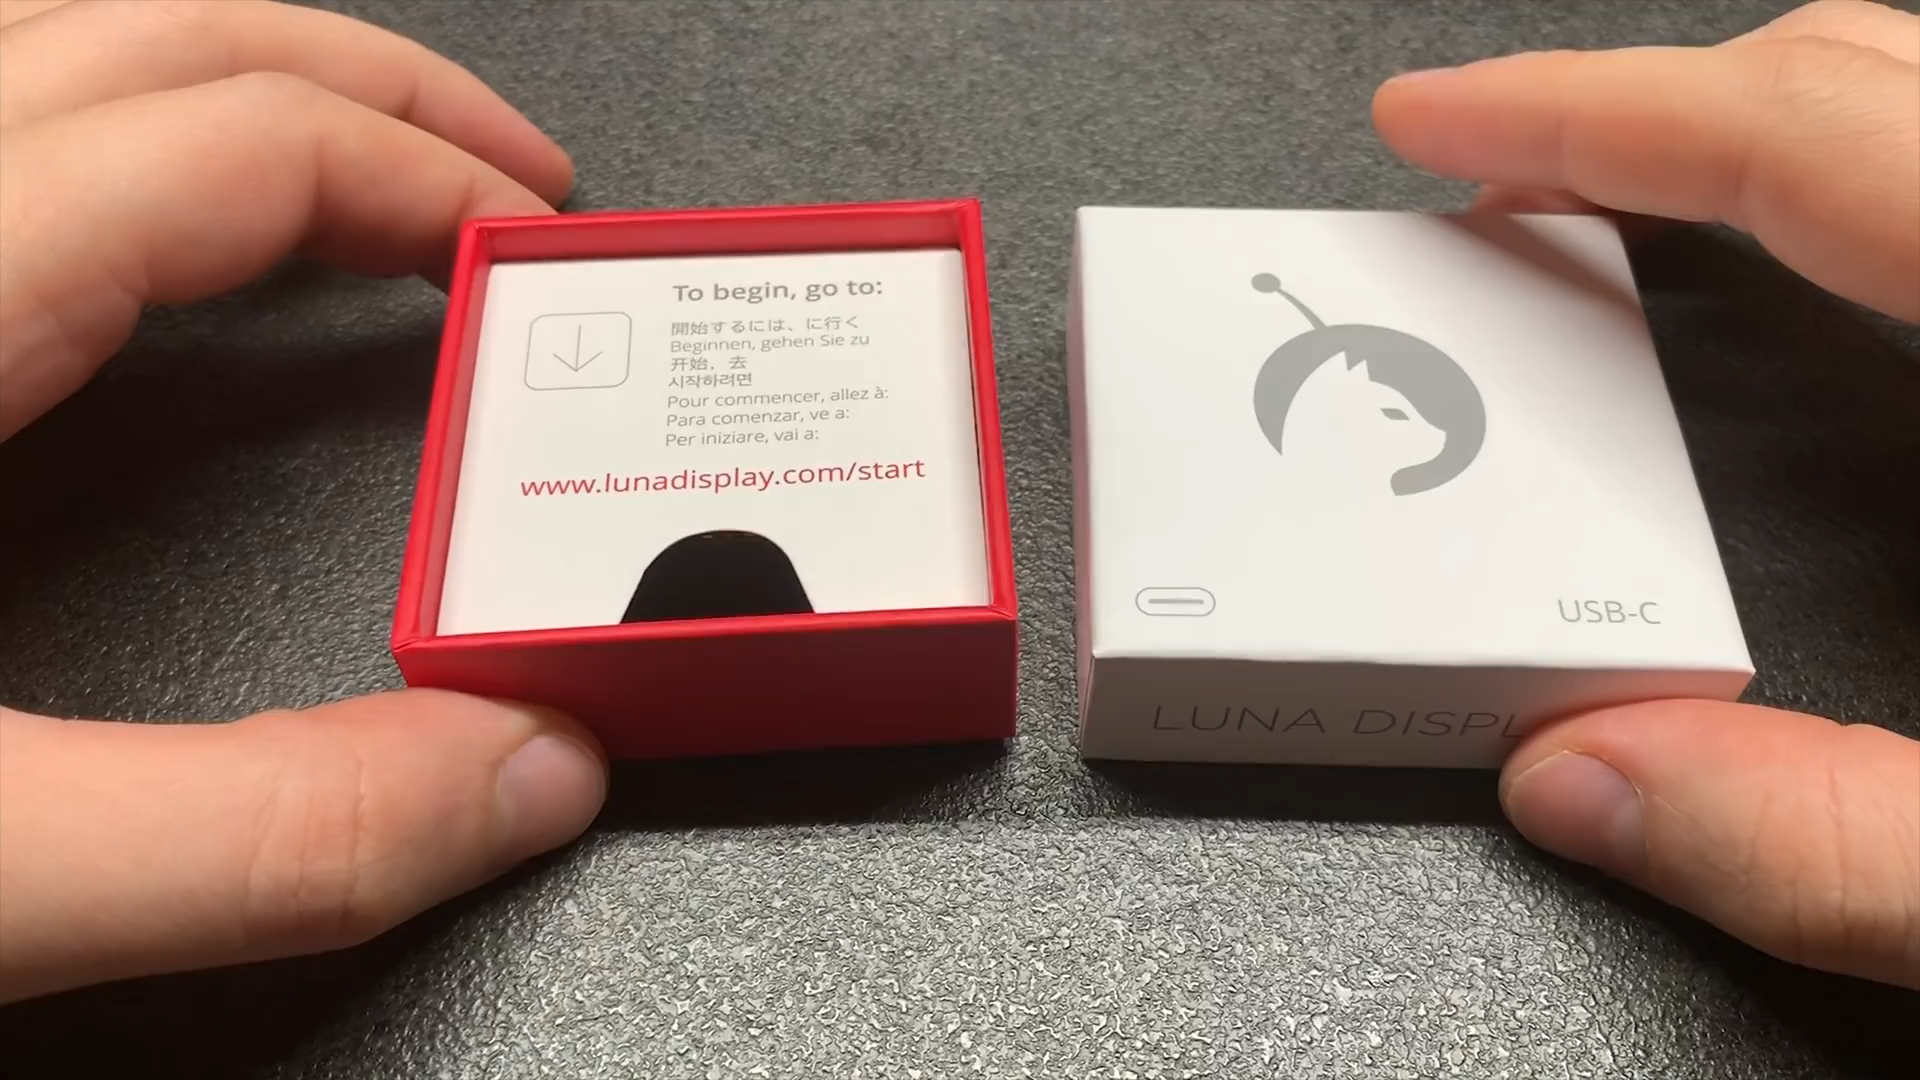 To begin, go to:
開始するには、に行く
Beginnen, gehen Sie zu
开始，去
시작하려면
Pour commencer, allez à:
Para comenzar, ve a:
Per iniziare, vai a:
www.lunadisplay.com/start
USB-C
LUNA DISPL